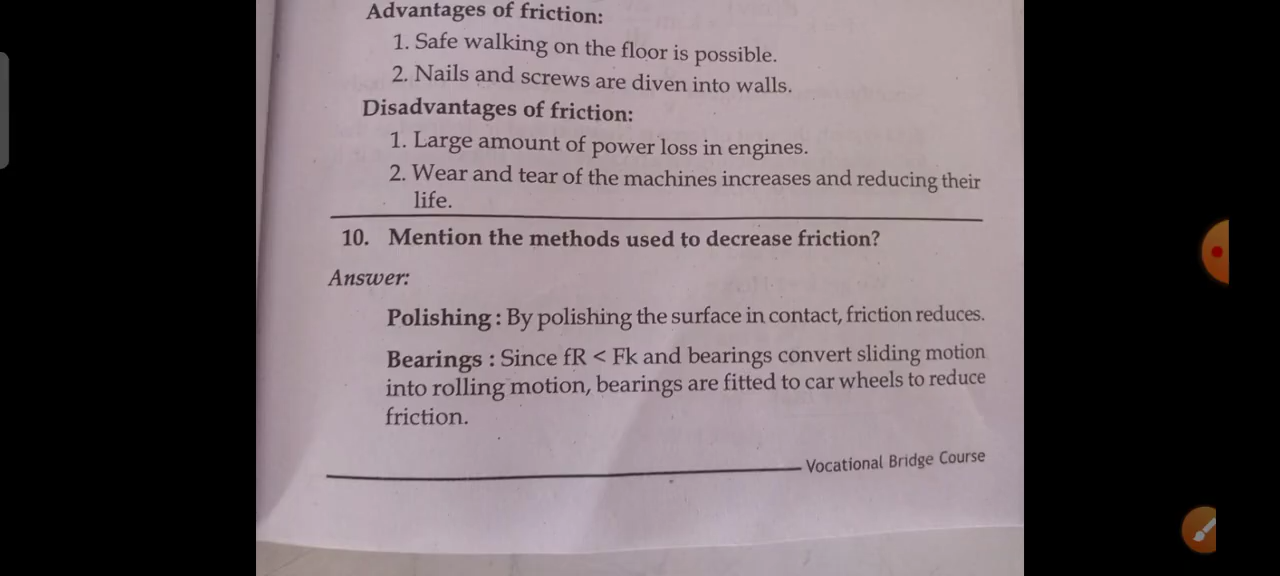 Advantages of friction:
1. Safe walking on the floor is possible.
2. Nails and screws are diven into walls.
Disadvantages of friction:
1. Large amount of power loss in engines.
2. Wear and tear of the machines increases and reducing their
life.
10. Mention the methods used to decrease friction?
Answer:
Polishing : By polishing the surface in contact, friction reduces.
Bearings : Since fR < Fk and bearings convert sliding motion
into rolling motion, bearings are fitted to car wheels to reduce
friction.
Vocational Bridge Course